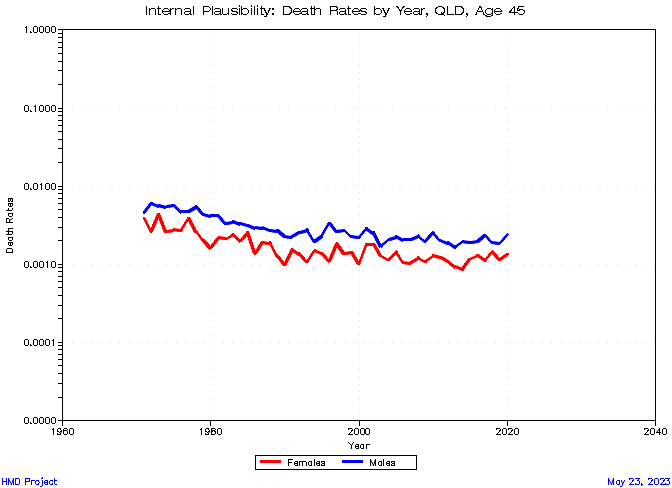 Internal Plausibility: Death Rates by Year, QLD, Age 45
1.0000
0.1000
0.0100
0.0010
0.0001
0.0000
Death Rates
1960 1980 2000 2020 2040
Year
Females Males
HMD Project May 23, 2023